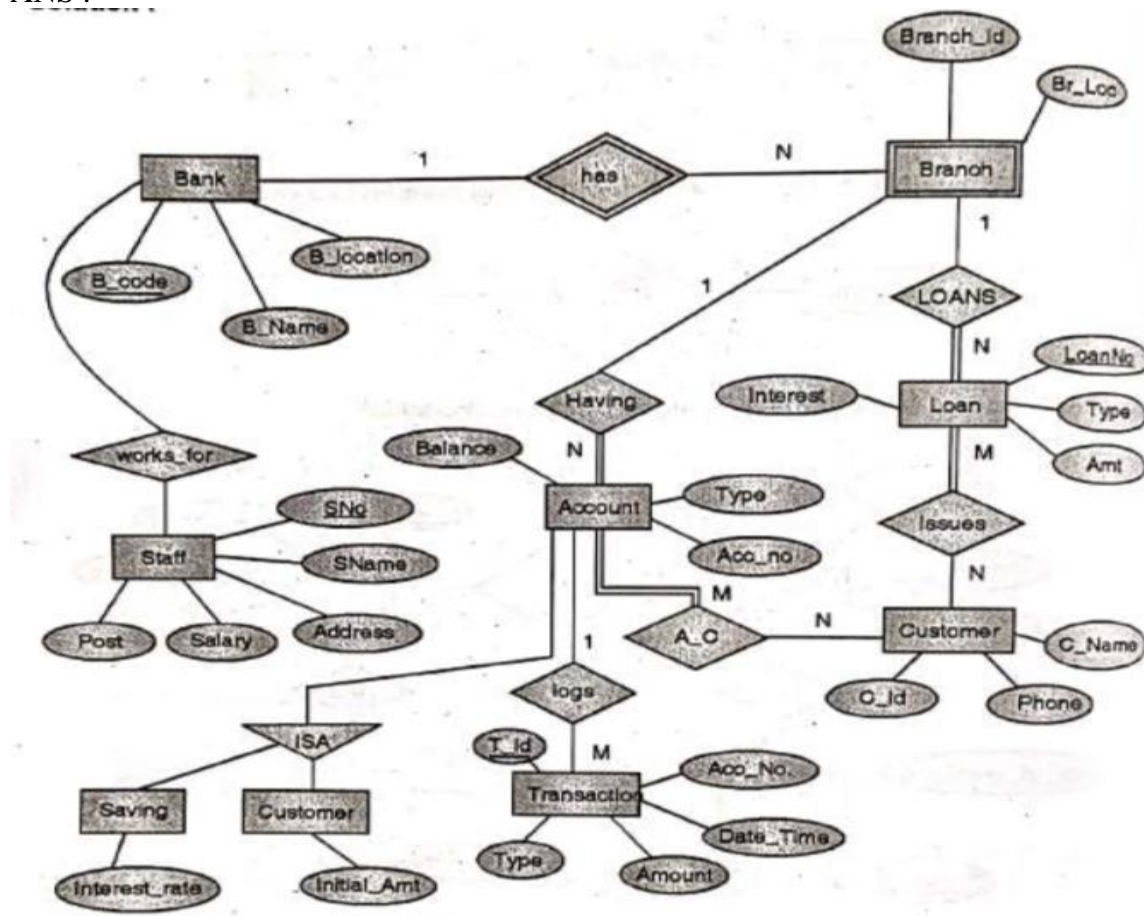 ANS :
Branch_Id
Br_Loc
1
N
Bank
has
Branch
B_location
B_code
B_Name
1
1
LOANS
N
LoanNo
Interest
Loan
Type
Having
M
Amt
Balance
N
works_for
Type
Account
Issues
SNo
Acc_no
Staff
SName
N
M
Post
Salary
Address
A_C
N
Customer
C_Name
1
C_Id
Phone
logs
ISA
T_Id
M
Acc_No.
Saving
Customer
Transaction
Date_Time
Type
Amount
Interest_rate
Initial_Amt